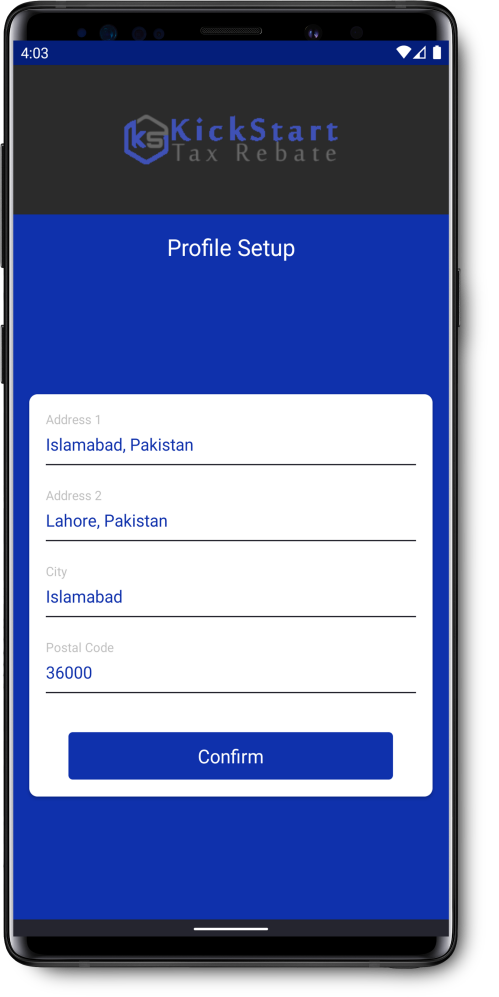 4:03
KS KickStart
Tax Rebate
Profile Setup
Address 1
Islamabad, Pakistan
Address 2
Lahore, Pakistan
City
Islamabad
Postal Code
36000
Confirm